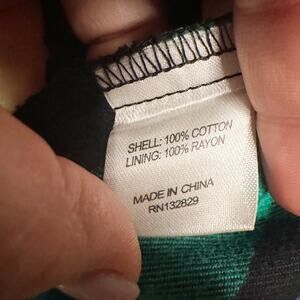 SHELL: 100% COTTON
LINING: 100% RAYON
MADE IN CHINA
RN132829